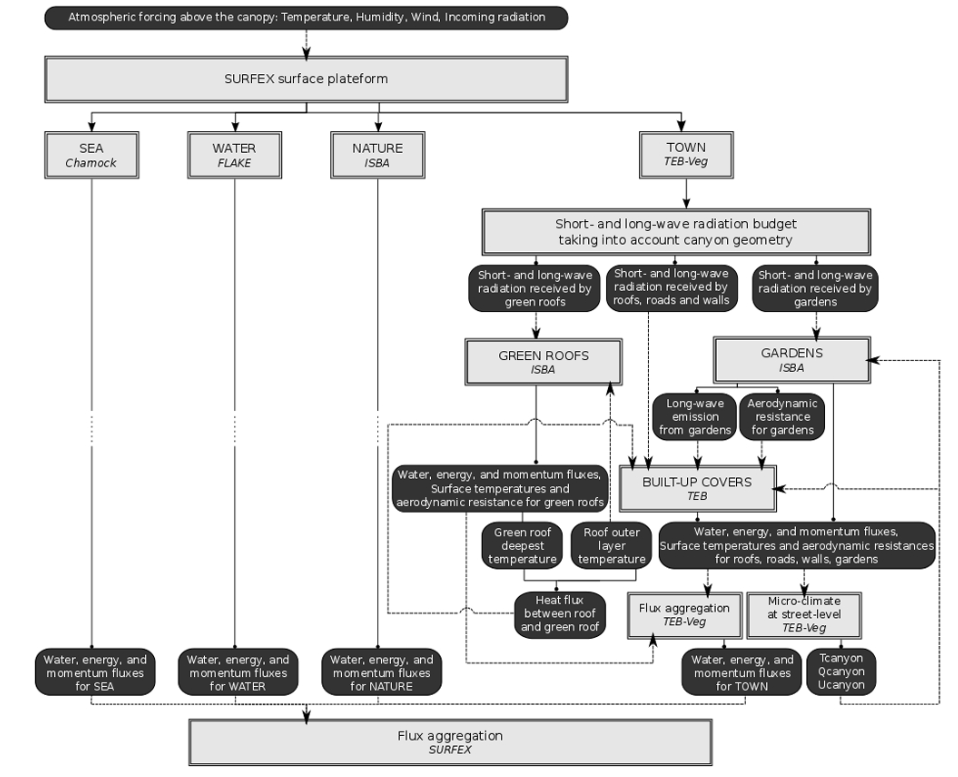 Atmospheric forcing above the canopy: Temperature, Humidity, Wind, Incoming radiation
SURFEX surface plateform
SEA
Charnock
WATER
FLAKE
NATURE
ISBA
TOWN
TEB-Veg
Short- and long-wave radiation budget
taking into account canyon geometry
Short- and long-wave
radiation received by
green roofs
Short- and long-wave
radiation received by
roofs, roads and walls
Short- and long-wave
radiation received by
gardens
GREEN ROOFS
ISBA
GARDENS
ISBA
Long-wave
emission
from gardens
Aerodynamic
resistance
for gardens
Water, energy, and momentum fluxes,
Surface temperatures and
aerodynamic resistance for green roofs
BUILT-UP COVERS
TEB
Green roof
deepest
temperature
Roof outer
layer
temperature
Water, energy, and momentum fluxes,
Surface temperatures and aerodynamic resistances
for roofs, roads, walls, gardens
Heat flux
between roof
and green roof
Flux aggregation
TEB-Veg
Micro-climate
at street-level
TEB-Veg
Water, energy, and
momentum fluxes
for SEA
Water, energy, and
momentum fluxes
for WATER
Water, energy, and
momentum fluxes
for NATURE
Water, energy, and
momentum fluxes
for TOWN
Tcanyon
Qcanyon
Ucanyon
Flux aggregation
SURFEX